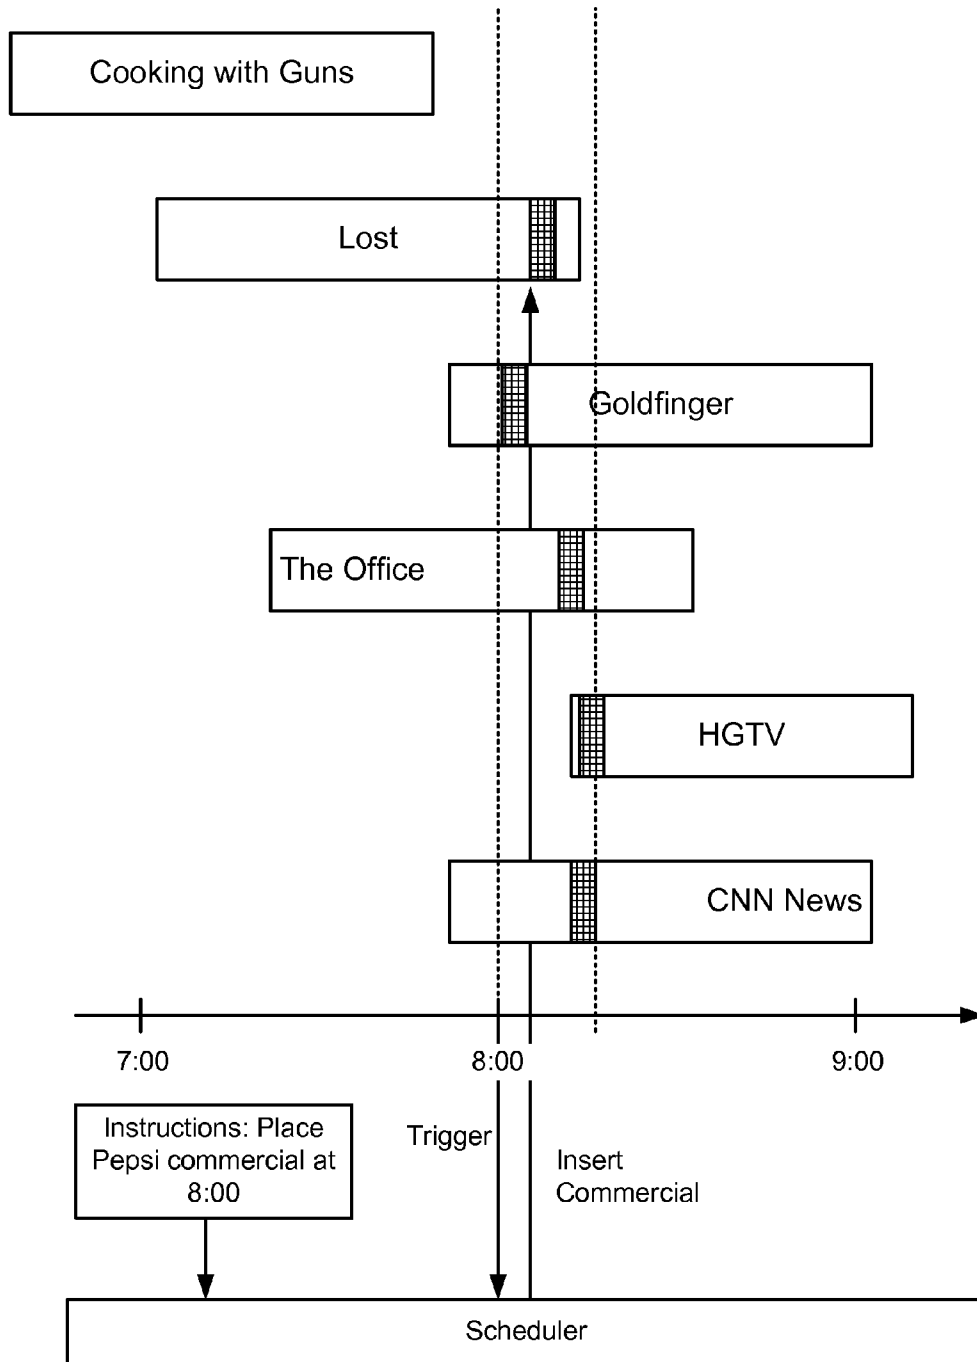 Cooking with Guns
Lost
Goldfinger
The Office
HGTV
CNN News
7:00
8:00
9:00
Instructions: Place
Pepsi commercial at
8:00
Trigger
Insert
Commercial
Scheduler